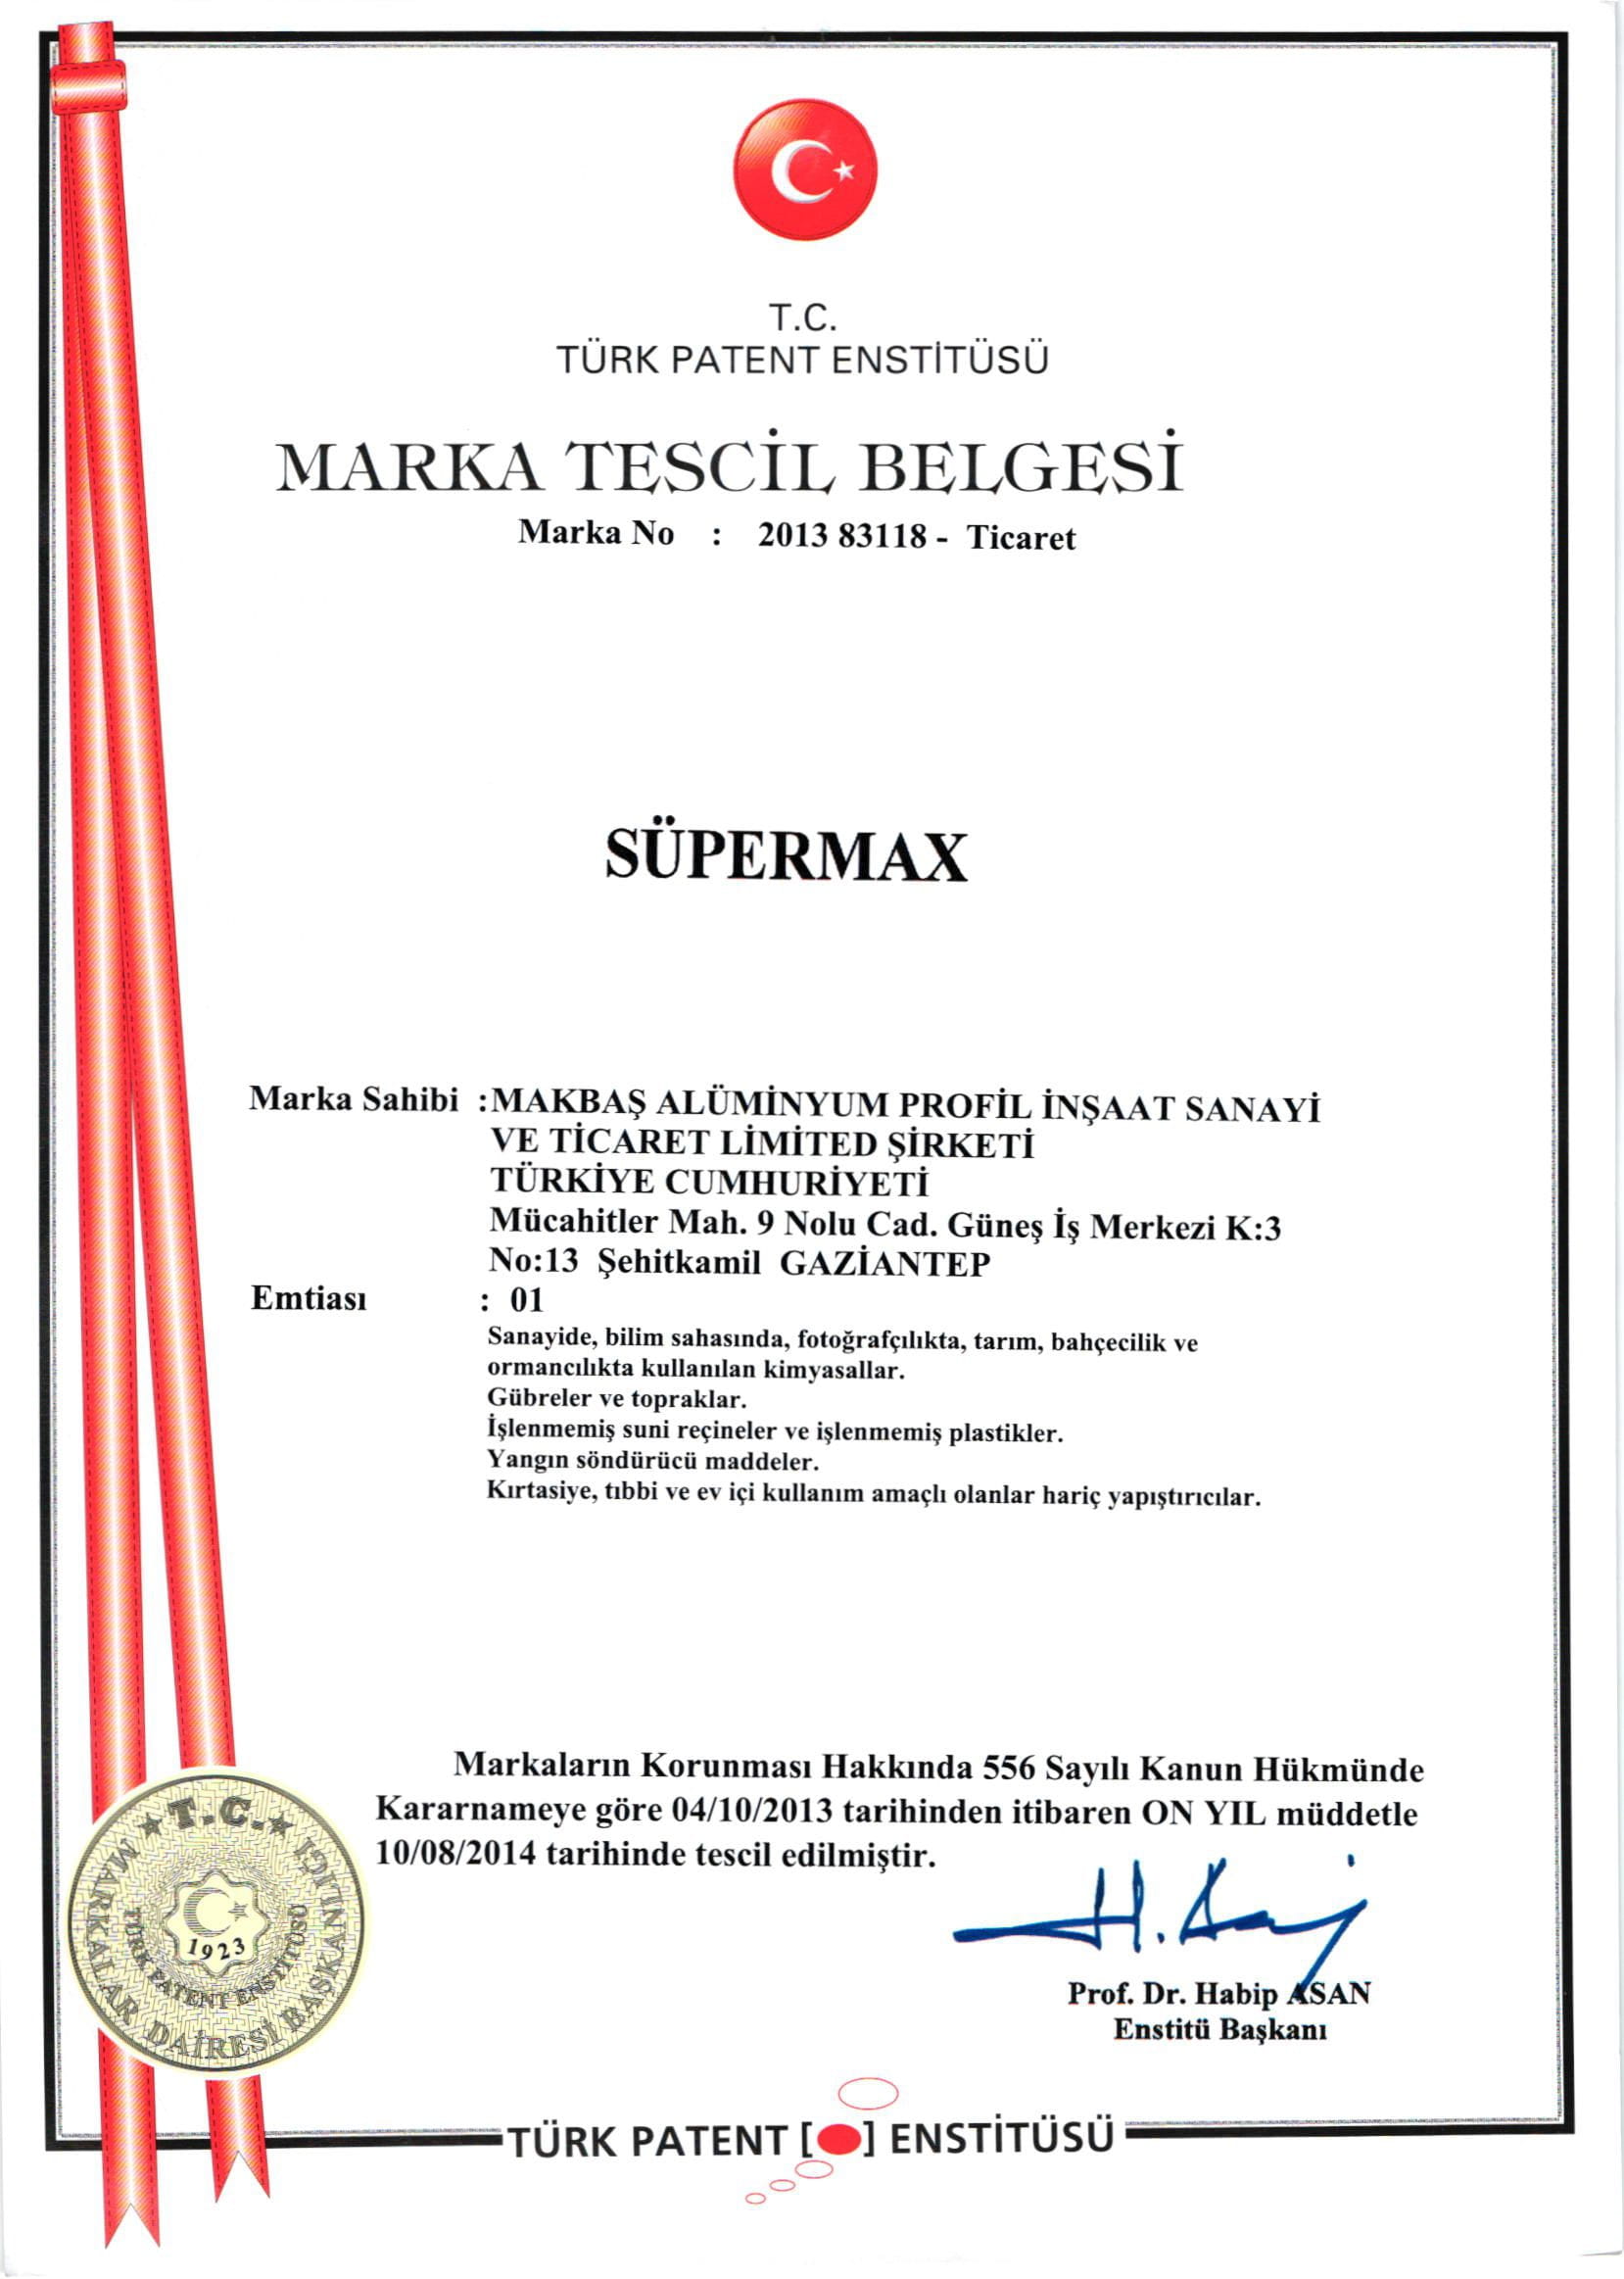 T.C.
TÜRK PATENT ENSTİTÜSÜ
MARKA TESCİL BELGESİ
Marka No : 2013 83118 - Ticaret
SÜPERMAX
Marka Sahibi :MAKBAŞ ALÜMİNYUM PROFİL İNŞAAT SANAYİ
VE TİCARET LİMİTED ŞİRKETİ
TÜRKİYE CUMHURİYETİ
Mücahitler Mah. 9 Nolu Cad. Güneş İş Merkezi K:3
No:13 Şehitkamil GAZİANTEP
Emtiası : 01
Sanayide, bilim sahasında, fotoğrafçılıkta, tarım, bahçecilik ve
ormancılıkta kullanılan kimyasallar.
Gübreler ve topraklar.
İşlenmemiş suni reçineler ve işlenmemiş plastikler.
Yangın söndürücü maddeler.
Kırtasiye, tıbbi ve ev içi kullanım amaçlı olanlar hariç yapıştırıcılar.
Markaların Korunması Hakkında 556 Sayılı Kanun Hükmünde
Kararnameye göre 04/10/2013 tarihinden itibaren ON YIL müddetle
10/08/2014 tarihinde tescil edilmiştir.
T.C.
MARKALAR DAİRESİ BAŞKANLIĞI
TÜRK PATENT ENSTİTÜSÜ
1923
Prof. Dr. Habip ASAN
Enstitü Başkanı
TÜRK PATENT [ ] ENSTİTÜSÜ